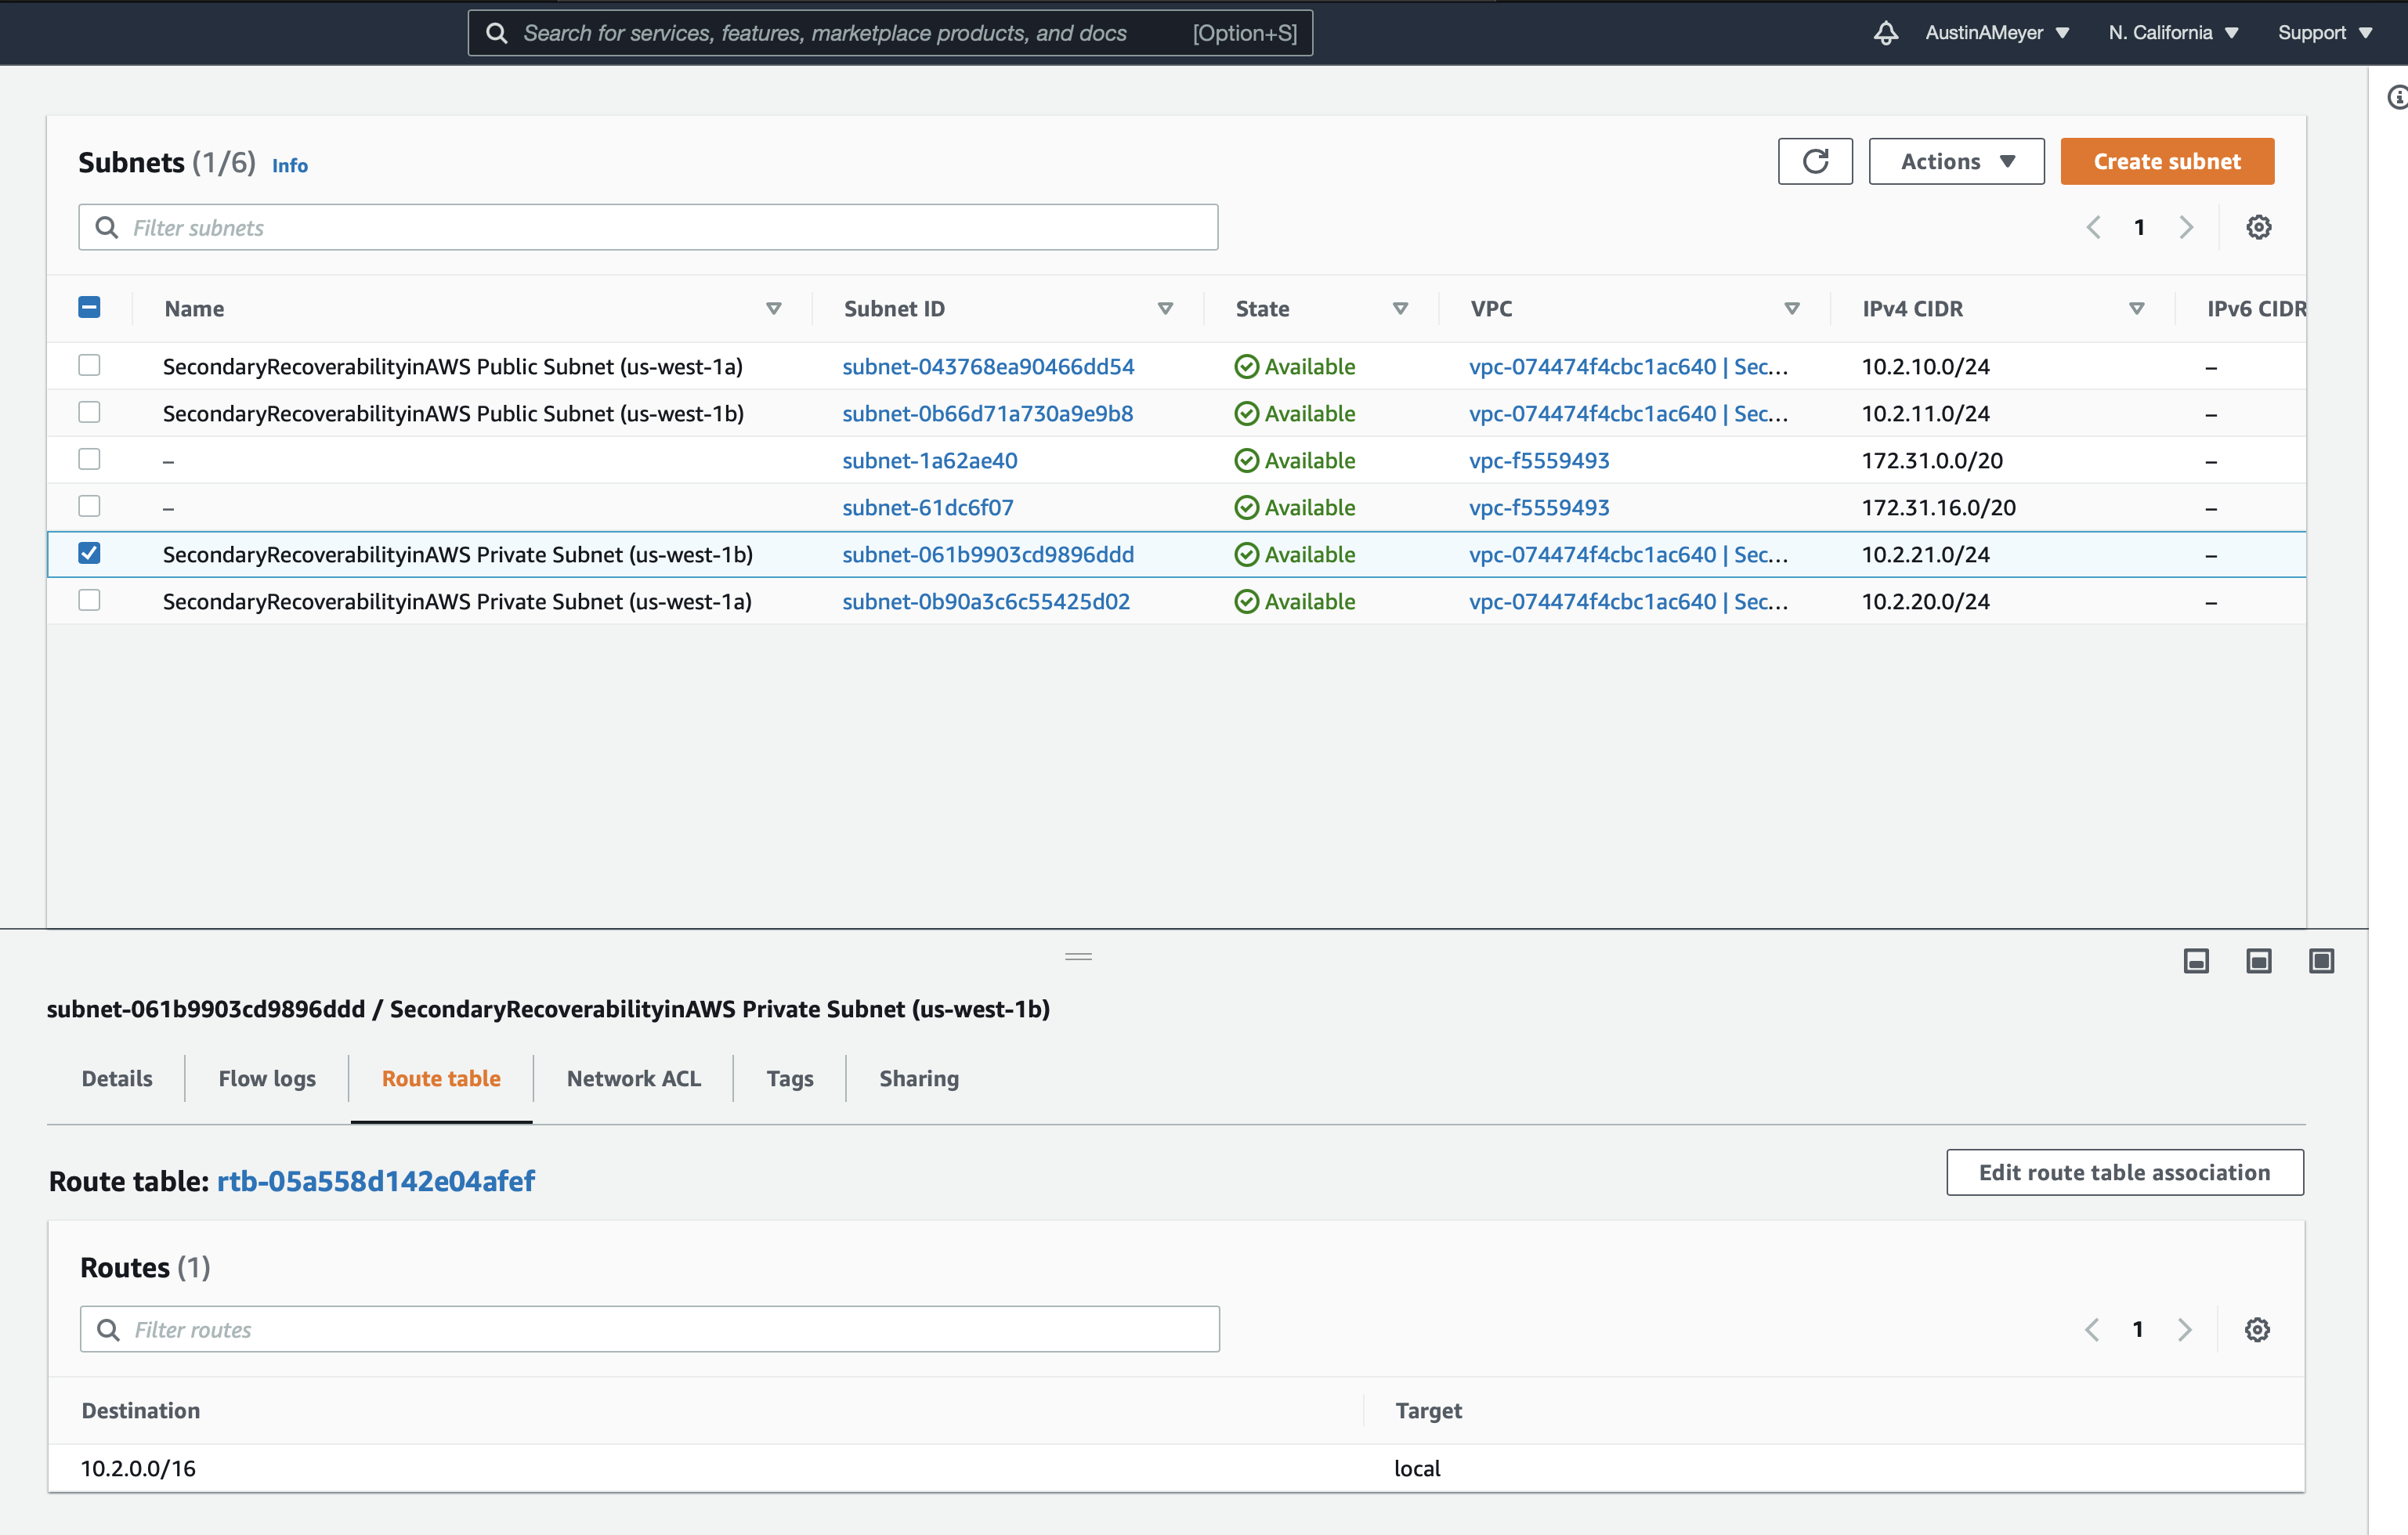 Search for services, features, marketplace products, and docs [Option+S] AustinAMeyer N. California Support
Subnets (1/6) Info Actions Create subnet
Filter subnets 1
Name Subnet ID State VPC IPv4 CIDR IPv6 CIDR
SecondaryRecoverabilityinAWS Public Subnet (us-west-1a) subnet-043768ea90466dd54 Available vpc-074474f4cbc1ac640 | Sec... 10.2.10.0/24 –
SecondaryRecoverabilityinAWS Public Subnet (us-west-1b) subnet-0b66d71a730a9e9b8 Available vpc-074474f4cbc1ac640 | Sec... 10.2.11.0/24 –
– subnet-1a62ae40 Available vpc-f5559493 172.31.0.0/20 –
– subnet-61dc6f07 Available vpc-f5559493 172.31.16.0/20 –
SecondaryRecoverabilityinAWS Private Subnet (us-west-1b) subnet-061b9903cd9896ddd Available vpc-074474f4cbc1ac640 | Sec... 10.2.21.0/24 –
SecondaryRecoverabilityinAWS Private Subnet (us-west-1a) subnet-0b90a3c6c55425d02 Available vpc-074474f4cbc1ac640 | Sec... 10.2.20.0/24 –
subnet-061b9903cd9896ddd / SecondaryRecoverabilityinAWS Private Subnet (us-west-1b)
Details Flow logs Route table Network ACL Tags Sharing
Route table: rtb-05a558d142e04afef Edit route table association
Routes (1)
Filter routes 1
Destination Target
10.2.0.0/16 local